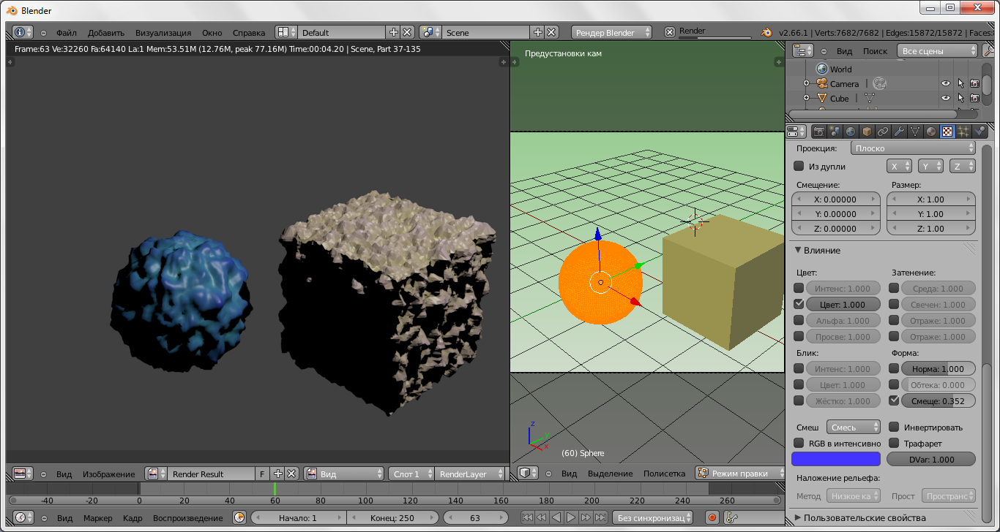 Blender
Файл Добавить Визуализация Окно Справка Default Scene Рендер Blender Render v2.66.1 | Verts:7682/7682 | Edges:15872/15872 | Faces:8
Frame:63 Ve:32260 Fa:64140 La:1 Mem:53.51M (12.76M, peak 77.16M) Time:00:04.20 | Scene, Part 37-135
Предустановки кам
Вид Поиск Все сцены
World
Camera
Cube
Проекция: Плоско
Из дупли X Y Z
Смещение: Размер:
X: 0.00000 X: 1.00
Y: 0.00000 Y: 1.00
Z: 0.00000 Z: 1.00
Влияние
Цвет: Затенение:
Интенс: 1.000 Среда: 1.000
Цвет: 1.000 Свечен: 1.000
Альфа: 1.000 Отраже: 1.000
Просве: 1.000 Отраже: 1.000
Блик: Форма:
Интенс: 1.000 Норма: 1.000
Цвет: 1.000 Обтека: 0.000
Жёстко: 1.000 Смеще: 0.352
Смеш Смесь Инвертировать
RGB в интенсивно Трафарет
DVar: 1.000
Наложение рельефа:
Метод Низкое ка Прост Пространс
Пользовательские свойства
z
y
x
(60) Sphere
Вид Изображение Render Result F Вид Слот 1 RenderLayer
Вид Выделение Полисетка Режим правки
-40 -20 0 20 40 60 80 100 120 140 160 180 200 220 240 260
Вид Маркер Кадр Воспроизведение Начало: 1 Конец: 250 63 Без синхронизац